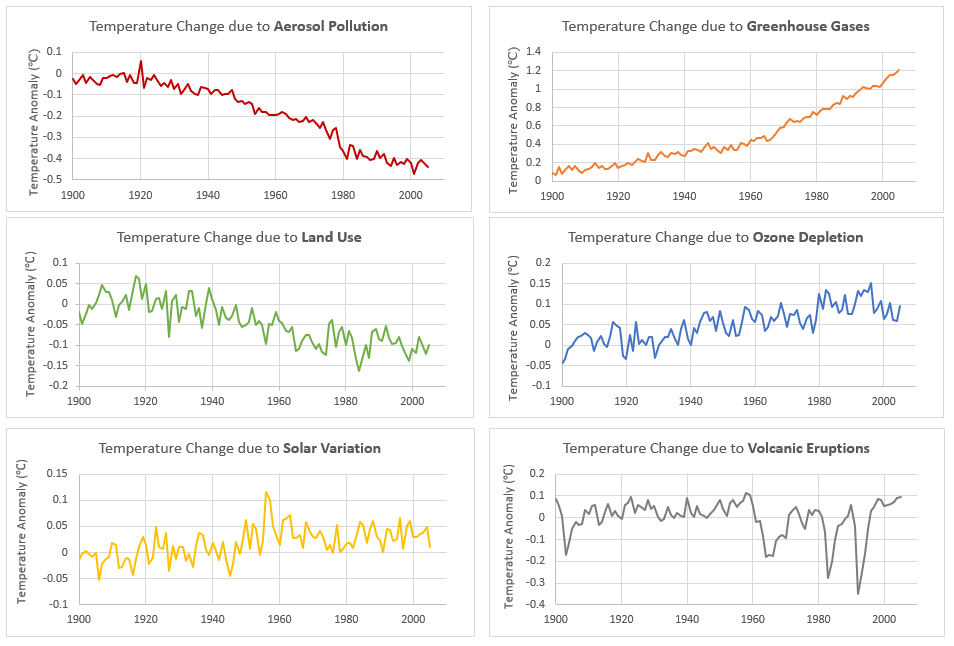 Temperature Change due to Aerosol Pollution
Temperature Anomaly (°C)
0.1
0
-0.1
-0.2
-0.3
-0.4
-0.5
1900 1920 1940 1960 1980 2000
Temperature Change due to Greenhouse Gases
Temperature Anomaly (°C)
1.4
1.2
1
0.8
0.6
0.4
0.2
0
1900 1920 1940 1960 1980 2000
Temperature Change due to Land Use
Temperature Anomaly (°C)
0.1
0.05
0
-0.05
-0.1
-0.15
-0.2
1900 1920 1940 1960 1980 2000
Temperature Change due to Ozone Depletion
Temperature Anomaly (°C)
0.2
0.15
0.1
0.05
0
-0.05
-0.1
1900 1920 1940 1960 1980 2000
Temperature Change due to Solar Variation
Temperature Anomaly (°C)
0.15
0.1
0.05
0
-0.05
-0.1
1900 1920 1940 1960 1980 2000
Temperature Change due to Volcanic Eruptions
Temperature Anomaly (°C)
0.2
0.1
0
-0.1
-0.2
-0.3
-0.4
1900 1920 1940 1960 1980 2000